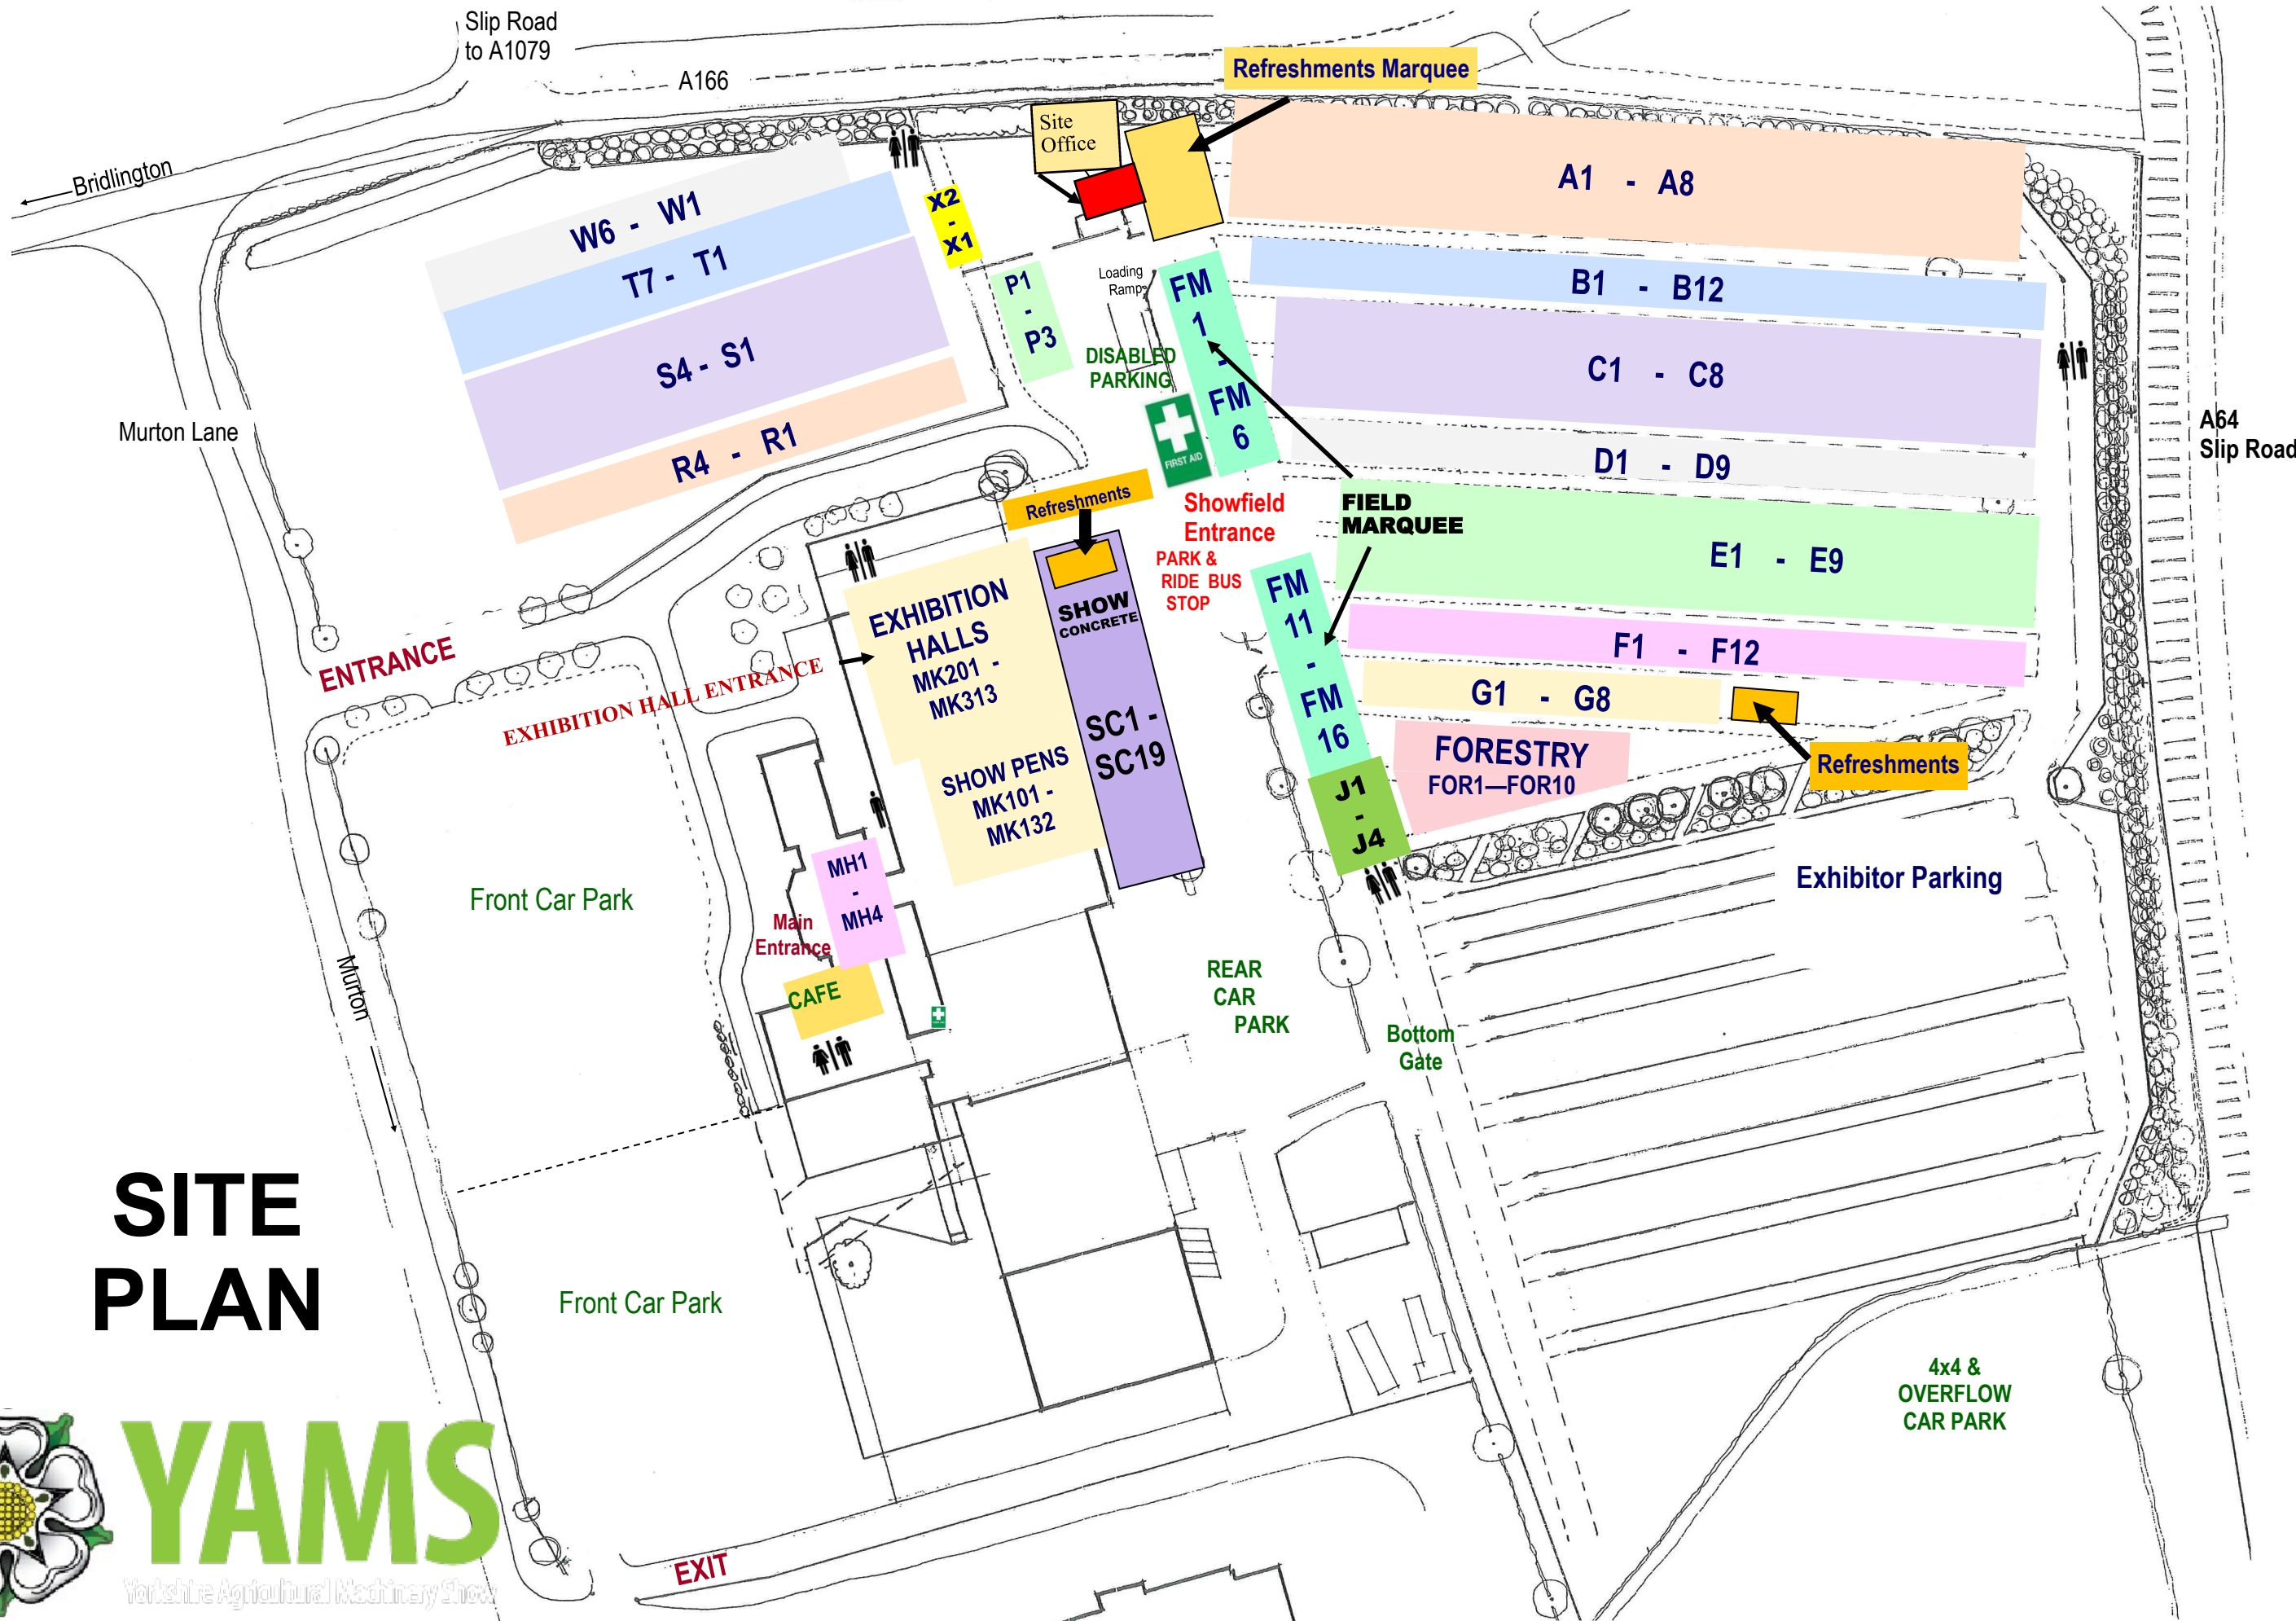 Slip Road
to A1079
A166
Refreshments Marquee
Site
Office
Bridlington
A1 - A8
W6 - W1
X2
-
X1
T7 - T1
Loading
Ramp
FM
1
-
FM
6
B1 - B12
P1
-
P3
S4 - S1
DISABLED
PARKING
C1 - C8
Murton Lane
A64
Slip Road
R4 - R1
FIRST AID
D1 - D9
Refreshments
Showfield
Entrance
FIELD
MARQUEE
PARK &
RIDE BUS
STOP
E1 - E9
EXHIBITION
HALLS
MK201 -
MK313
SHOW
CONCRETE
FM
11
-
FM
16
F1 - F12
ENTRANCE
EXHIBITION HALL ENTRANCE
G1 - G8
SC1 -
SC19
FORESTRY
FOR1—FOR10
Refreshments
SHOW PENS
MK101 -
MK132
J1
-
J4
MH1
-
MH4
Exhibitor Parking
Front Car Park
Main
Entrance
CAFE
REAR
CAR
PARK
Murton
Bottom
Gate
SITE
PLAN
Front Car Park
4x4 &
OVERFLOW
CAR PARK
YAMS
Yorkshire Agricultural Machinery Show
EXIT